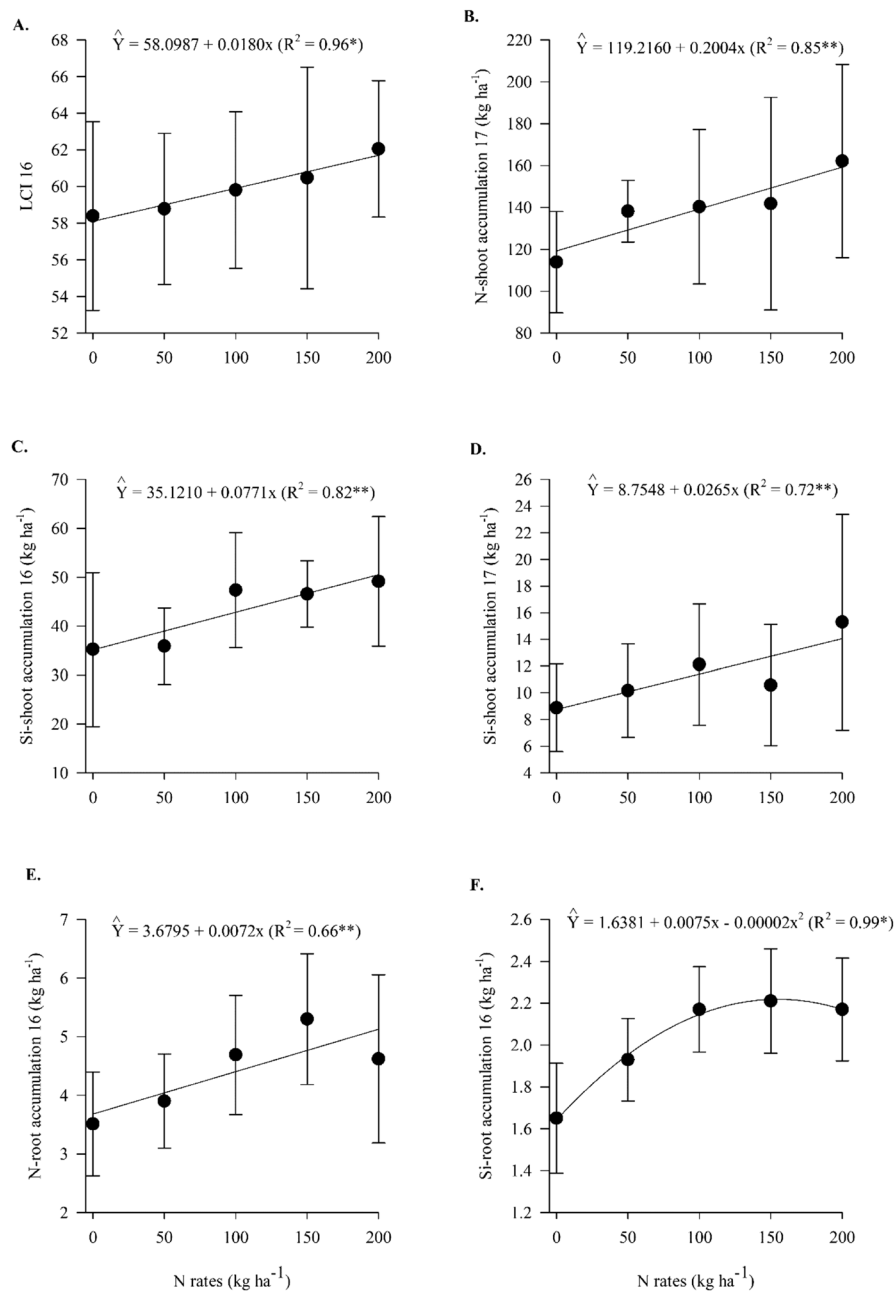 A.
Ŷ = 58.0987 + 0.0180x (R² = 0.96*)
LCI 16
68
66
64
62
60
58
56
54
52
0 50 100 150 200
B.
Ŷ = 119.2160 + 0.2004x (R² = 0.85**)
N-shoot accumulation 17 (kg ha⁻¹)
220
200
180
160
140
120
100
80
0 50 100 150 200
C.
Ŷ = 35.1210 + 0.0771x (R² = 0.82**)
Si-shoot accumulation 16 (kg ha⁻¹)
70
60
50
40
30
20
10
0 50 100 150 200
D.
Ŷ = 8.7548 + 0.0265x (R² = 0.72**)
Si-shoot accumulation 17 (kg ha⁻¹)
26
24
22
20
18
16
14
12
10
8
6
4
0 50 100 150 200
E.
Ŷ = 3.6795 + 0.0072x (R² = 0.66**)
N-root accumulation 16 (kg ha⁻¹)
7
6
5
4
3
2
0 50 100 150 200
N rates (kg ha⁻¹)
F.
Ŷ = 1.6381 + 0.0075x - 0.00002x² (R² = 0.99*)
Si-root accumulation 16 (kg ha⁻¹)
2.6
2.4
2.2
2.0
1.8
1.6
1.4
1.2
0 50 100 150 200
N rates (kg ha⁻¹)